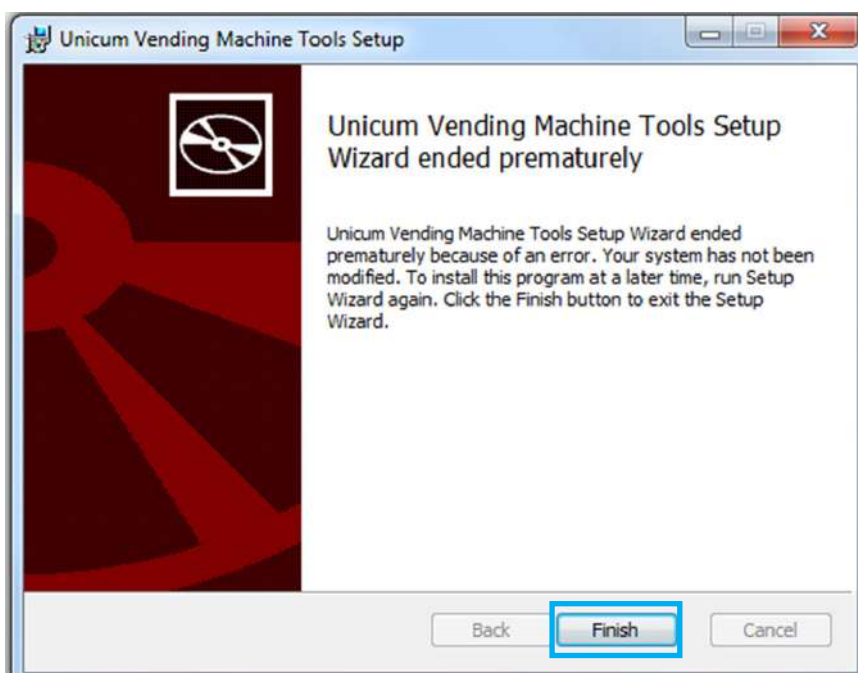 Unicum Vending Machine Tools Setup
Unicum Vending Machine Tools Setup
Wizard ended prematurely
Unicum Vending Machine Tools Setup Wizard ended
prematurely because of an error. Your system has not been
modified. To install this program at a later time, run Setup
Wizard again. Click the Finish button to exit the Setup
Wizard.
Back Finish Cancel